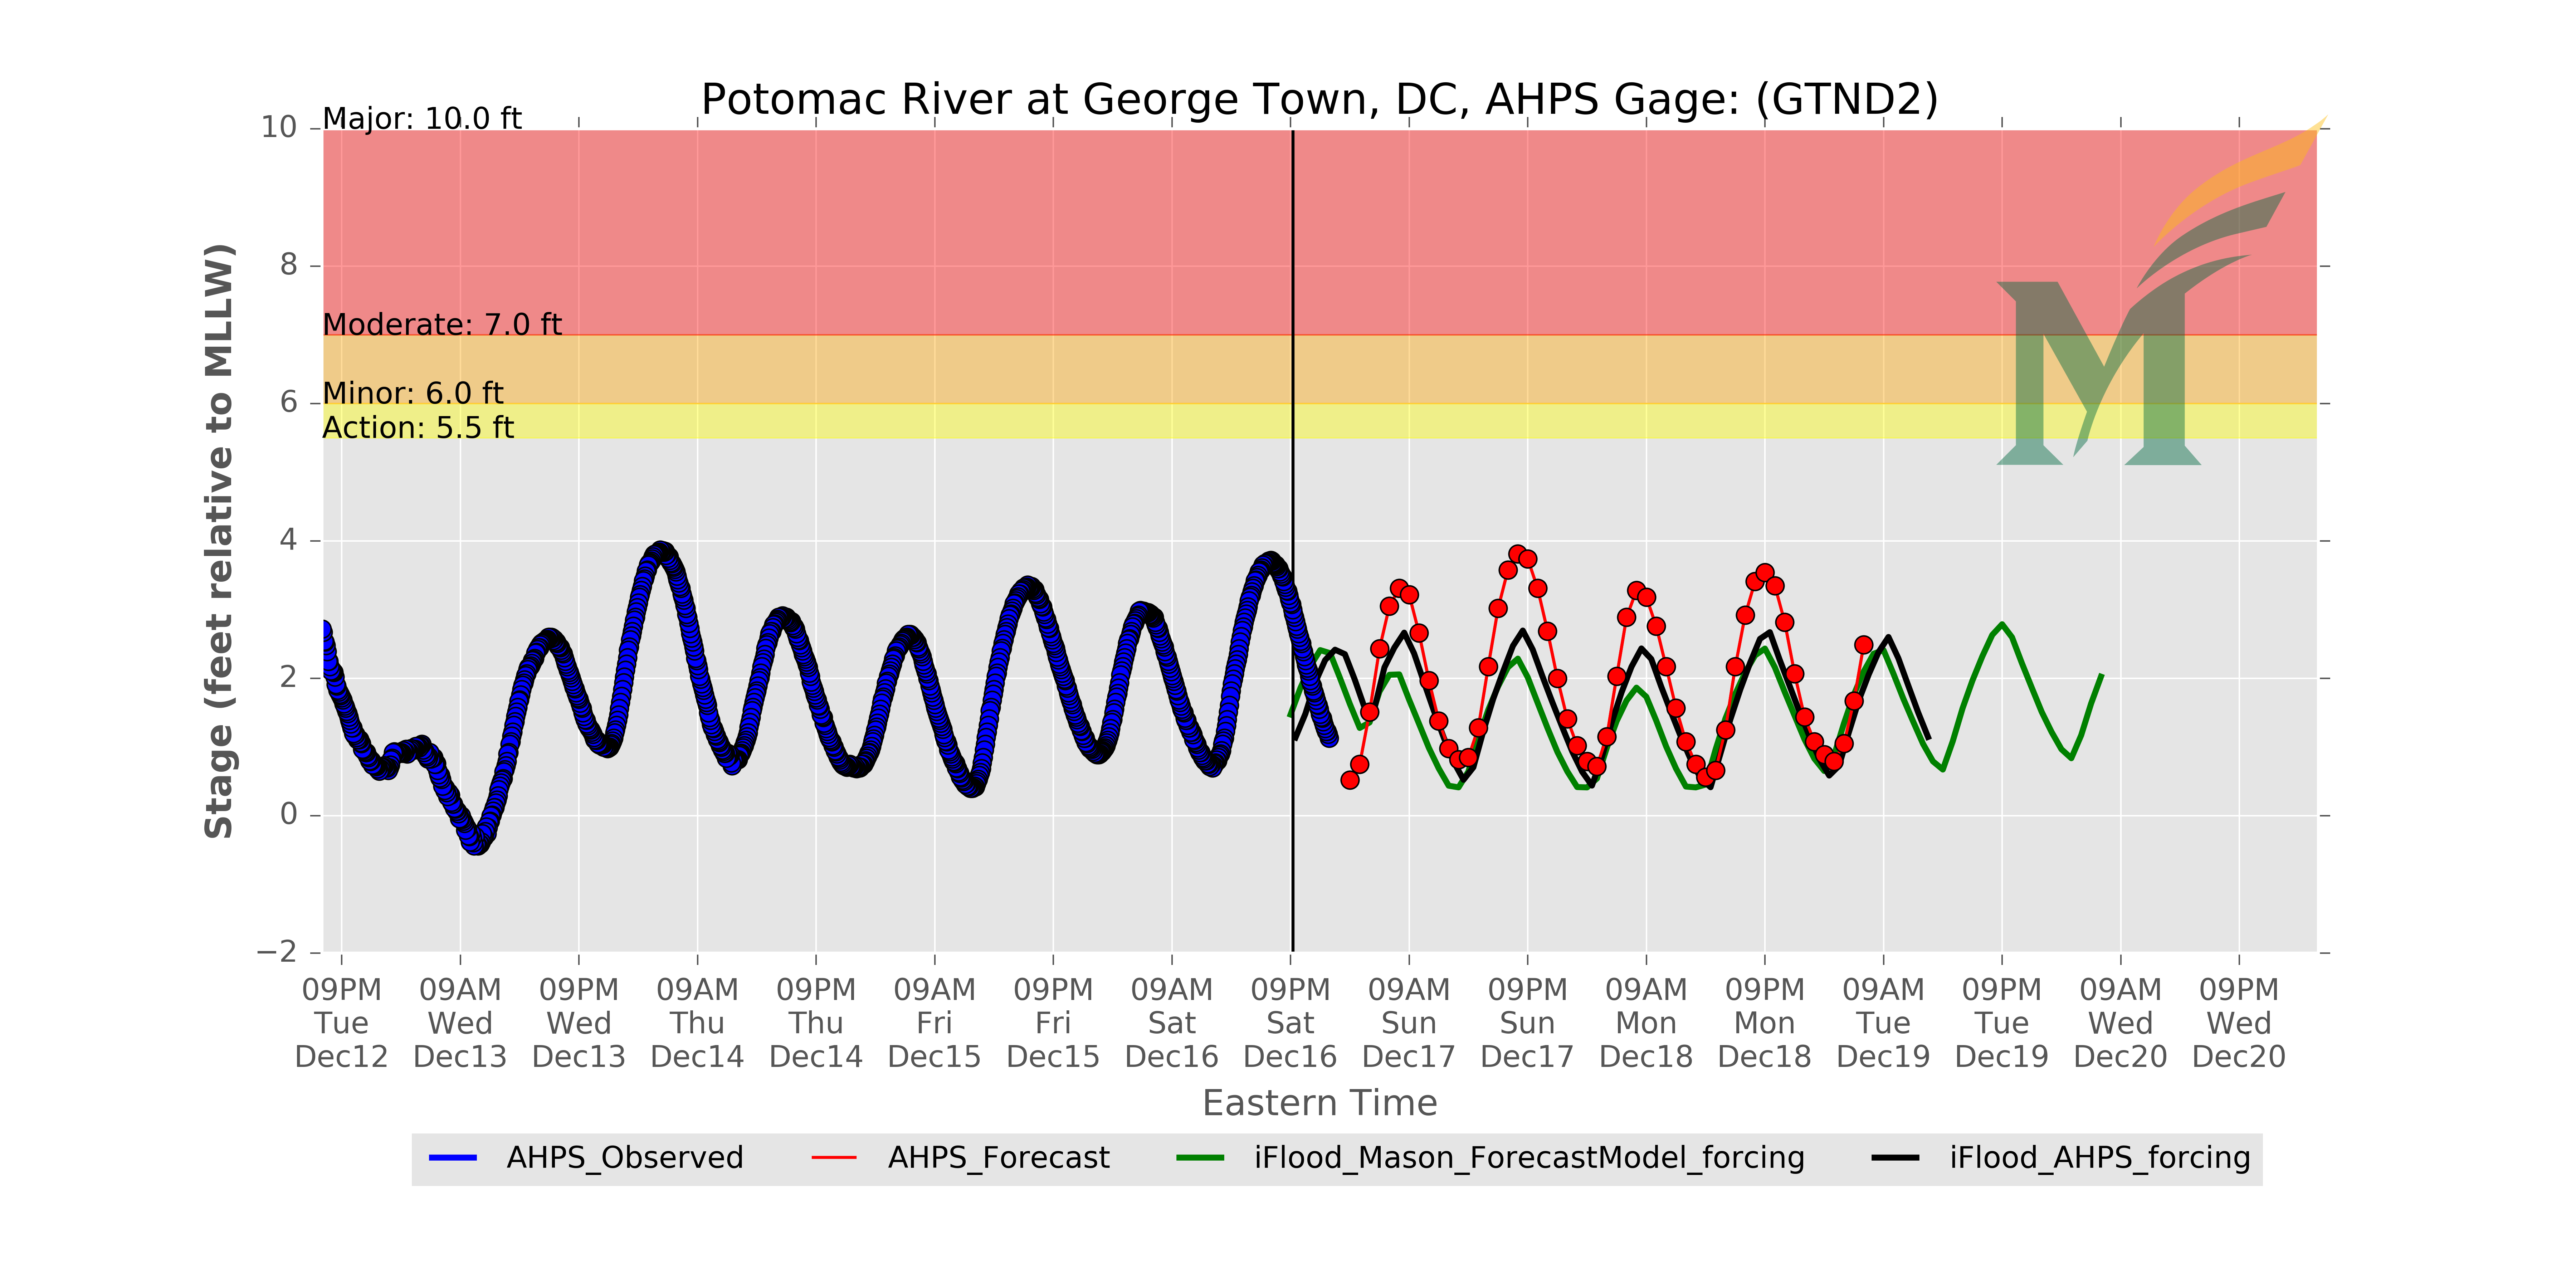 Potomac River at George Town, DC, AHPS Gage: (GTND2)
Major: 10.0 ft
Moderate: 7.0 ft
Minor: 6.0 ft
Action: 5.5 ft
Stage (feet relative to MLLW)
10
8
6
4
2
0
−2
09PM 09AM 09PM 09AM 09PM 09AM 09PM 09AM 09PM 09AM 09PM 09AM 09PM 09AM 09PM 09AM 09PM
Tue Wed Wed Thu Thu Fri Fri Sat Sat Sun Sun Mon Mon Tue Tue Wed Wed
Dec12 Dec13 Dec13 Dec14 Dec14 Dec15 Dec15 Dec16 Dec16 Dec17 Dec17 Dec18 Dec18 Dec19 Dec19 Dec20 Dec20
Eastern Time
AHPS_Observed AHPS_Forecast iFlood_Mason_ForecastModel_forcing iFlood_AHPS_forcing
M